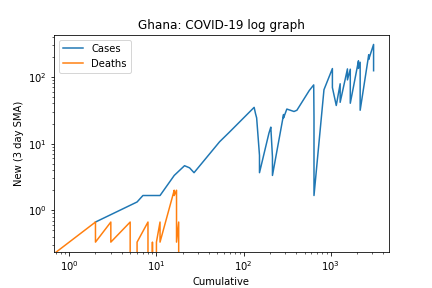 Ghana: COVID-19 log graph
Cases
Deaths
New (3 day SMA)
10²
10¹
10⁰
10⁰ 10¹ 10² 10³
Cumulative